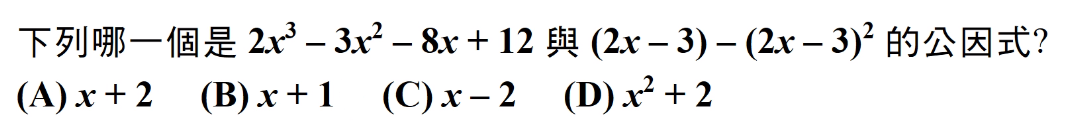 下列哪一個是 2x³ – 3x² – 8x + 12 與 (2x – 3) – (2x – 3)² 的公因式?
(A) x + 2 (B) x + 1 (C) x – 2 (D) x² + 2